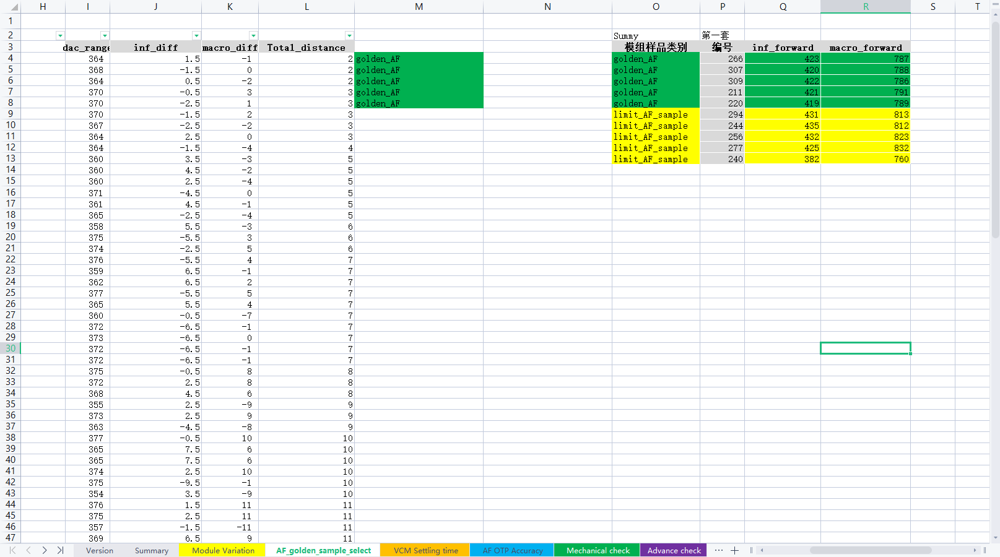 H I J K L M N O P Q R S T
1
2 Summy 第一套
3 dac_range inf_diff macro_diff Total_distance 模组样品类别 编号 inf_forward macro_forward
4 364 1.5 -1 2 golden_AF golden_AF 266 423 787
5 368 -1.5 0 2 golden_AF golden_AF 307 420 788
6 364 0.5 -2 2 golden_AF golden_AF 309 422 786
7 370 -0.5 3 3 golden_AF golden_AF 211 421 791
8 370 -2.5 1 3 golden_AF golden_AF 220 419 789
9 370 -1.5 2 3 limit_AF_sample 294 431 813
10 367 -2.5 -2 3 limit_AF_sample 244 435 812
11 364 2.5 0 3 limit_AF_sample 256 432 823
12 364 -1.5 -4 4 limit_AF_sample 277 425 832
13 360 3.5 -3 5 limit_AF_sample 240 382 760
14 360 4.5 -2 5
15 360 2.5 -4 5
16 371 -4.5 0 5
17 361 4.5 -1 5
18 365 -2.5 -4 5
19 358 5.5 -3 6
20 375 -5.5 3 6
21 374 -2.5 5 6
22 376 -5.5 4 7
23 359 6.5 -1 7
24 362 6.5 2 7
25 377 -5.5 5 7
26 365 5.5 4 7
27 360 -0.5 -7 7
28 372 -6.5 -1 7
29 373 -6.5 0 7
30 372 -6.5 -1 7
31 372 -6.5 -1 7
32 375 -0.5 8 8
33 372 2.5 8 8
34 368 4.5 6 8
35 355 2.5 -9 9
36 373 2.5 9 9
37 363 -4.5 -8 9
38 377 -0.5 10 10
39 365 7.5 6 10
40 365 7.5 6 10
41 374 2.5 10 10
42 375 -9.5 -1 10
43 354 3.5 -9 10
44 376 1.5 11 11
45 375 2.5 11 11
46 357 -1.5 -11 11
47 369 6.5 9 11
Version Summary Module Variation AF_golden_sample_select VCM Settling time AF OTP Accuracy Mechanical check Advance check ··· +